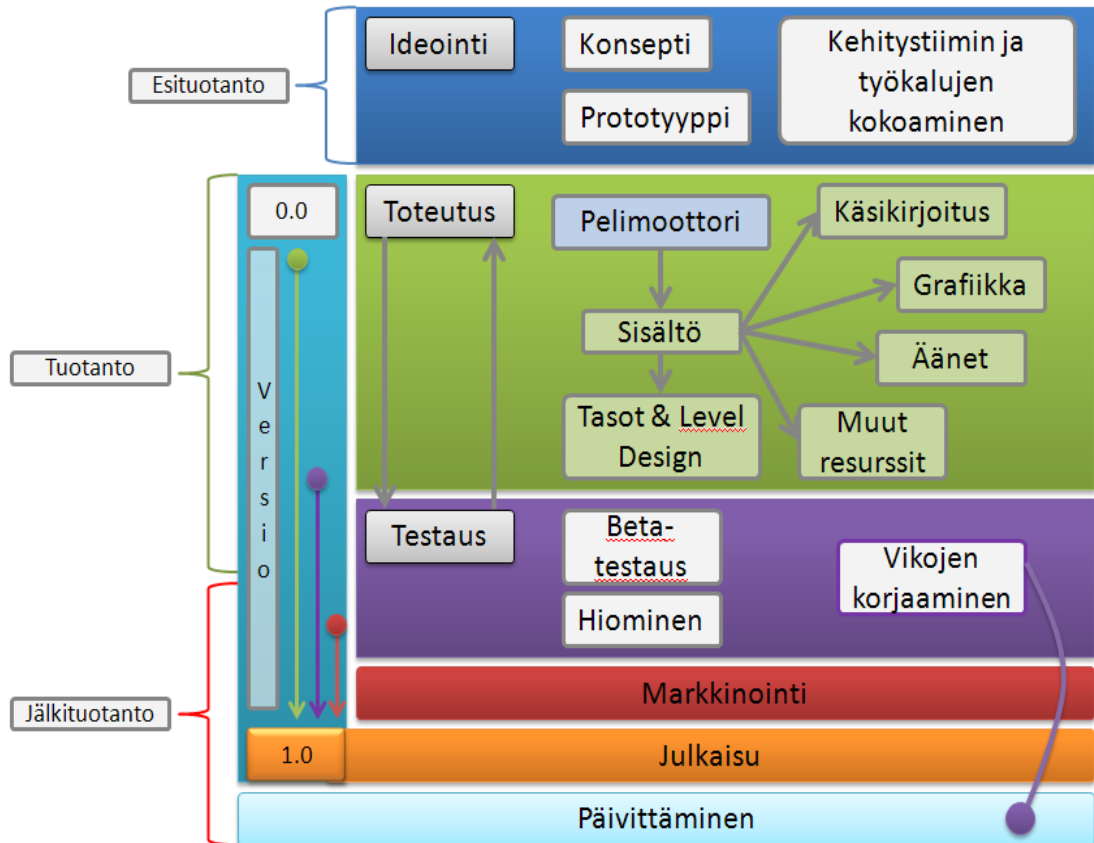 Esituotanto
Ideointi
Konsepti
Prototyyppi
Kehitystiimin ja
työkalujen
kokoaminen
Tuotanto
0.0
Versio
Toteutus
Pelimoottori
Sisältö
Tasot & Level
Design
Käsikirjoitus
Grafiikka
Äänet
Muut
resurssit
Testaus
Beta-
testaus
Hiominen
Vikojen
korjaaminen
Jälkituotanto
Markkinointi
1.0
Julkaisu
Päivittäminen